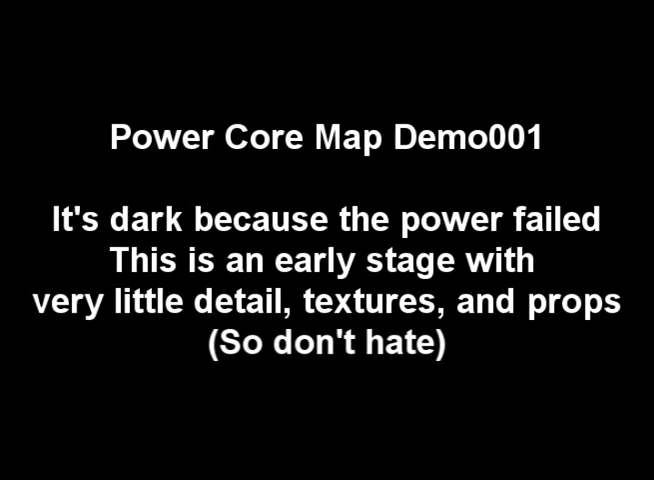 Power Core Map Demo001
It's dark because the power failed
This is an early stage with
very little detail, textures, and props
(So don't hate)